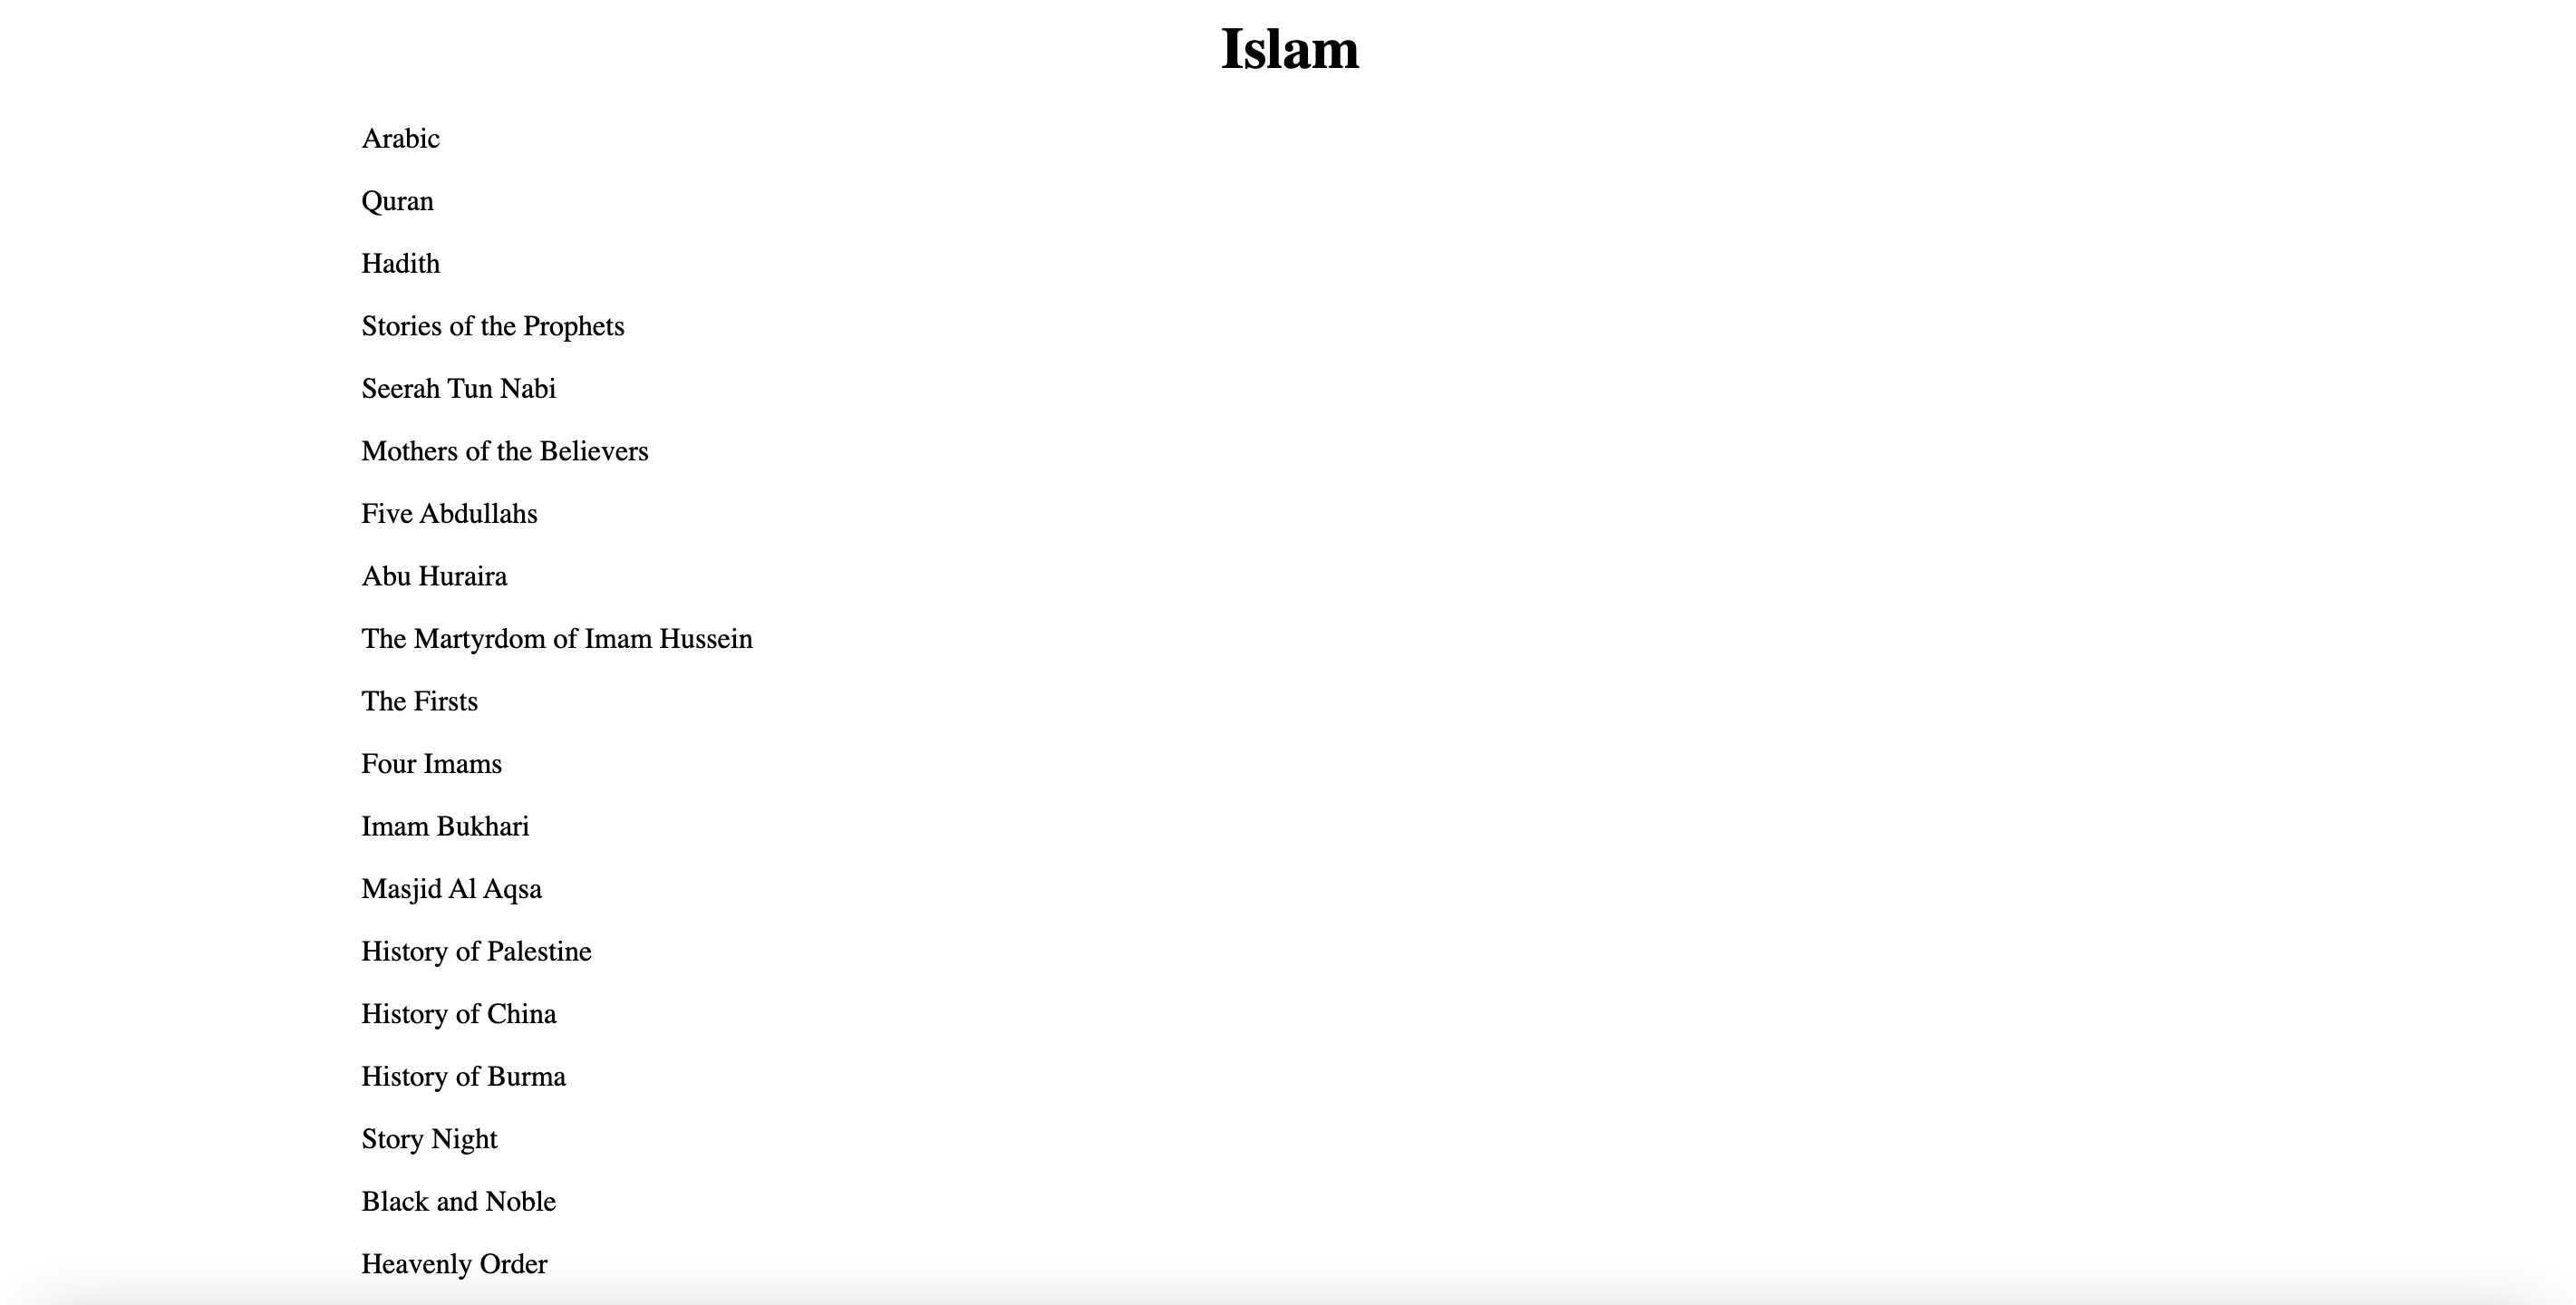 Islam
Arabic
Quran
Hadith
Stories of the Prophets
Seerah Tun Nabi
Mothers of the Believers
Five Abdullahs
Abu Huraira
The Martyrdom of Imam Hussein
The Firsts
Four Imams
Imam Bukhari
Masjid Al Aqsa
History of Palestine
History of China
History of Burma
Story Night
Black and Noble
Heavenly Order